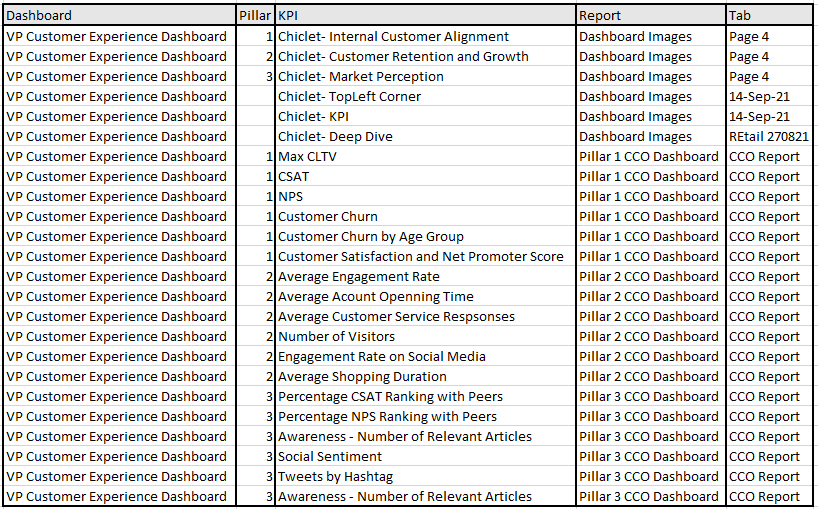 Dashboard Pillar KPI Report Tab
VP Customer Experience Dashboard 1 Chiclet- Internal Customer Alignment Dashboard Images Page 4
VP Customer Experience Dashboard 2 Chiclet- Customer Retention and Growth Dashboard Images Page 4
VP Customer Experience Dashboard 3 Chiclet- Market Perception Dashboard Images Page 4
VP Customer Experience Dashboard Chiclet- TopLeft Corner Dashboard Images 14-Sep-21
VP Customer Experience Dashboard Chiclet- KPI Dashboard Images 14-Sep-21
VP Customer Experience Dashboard Chiclet- Deep Dive Dashboard Images REtail 270821
VP Customer Experience Dashboard 1 Max CLTV Pillar 1 CCO Dashboard CCO Report
VP Customer Experience Dashboard 1 CSAT Pillar 1 CCO Dashboard CCO Report
VP Customer Experience Dashboard 1 NPS Pillar 1 CCO Dashboard CCO Report
VP Customer Experience Dashboard 1 Customer Churn Pillar 1 CCO Dashboard CCO Report
VP Customer Experience Dashboard 1 Customer Churn by Age Group Pillar 1 CCO Dashboard CCO Report
VP Customer Experience Dashboard 1 Customer Satisfaction and Net Promoter Score Pillar 1 CCO Dashboard CCO Report
VP Customer Experience Dashboard 2 Average Engagement Rate Pillar 2 CCO Dashboard CCO Report
VP Customer Experience Dashboard 2 Average Acount Openning Time Pillar 2 CCO Dashboard CCO Report
VP Customer Experience Dashboard 2 Average Customer Service Respsonses Pillar 2 CCO Dashboard CCO Report
VP Customer Experience Dashboard 2 Number of Visitors Pillar 2 CCO Dashboard CCO Report
VP Customer Experience Dashboard 2 Engagement Rate on Social Media Pillar 2 CCO Dashboard CCO Report
VP Customer Experience Dashboard 2 Average Shopping Duration Pillar 2 CCO Dashboard CCO Report
VP Customer Experience Dashboard 3 Percentage CSAT Ranking with Peers Pillar 3 CCO Dashboard CCO Report
VP Customer Experience Dashboard 3 Percentage NPS Ranking with Peers Pillar 3 CCO Dashboard CCO Report
VP Customer Experience Dashboard 3 Awareness - Number of Relevant Articles Pillar 3 CCO Dashboard CCO Report
VP Customer Experience Dashboard 3 Social Sentiment Pillar 3 CCO Dashboard CCO Report
VP Customer Experience Dashboard 3 Tweets by Hashtag Pillar 3 CCO Dashboard CCO Report
VP Customer Experience Dashboard 3 Awareness - Number of Relevant Articles Pillar 3 CCO Dashboard CCO Report